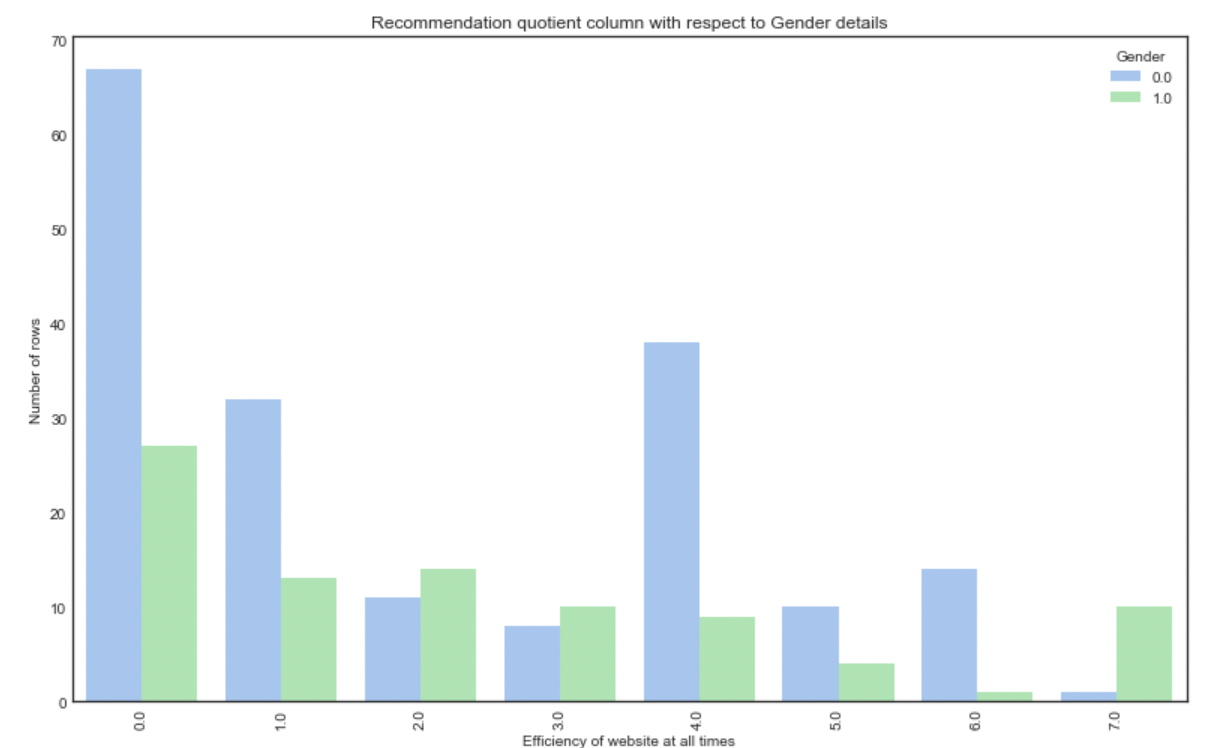 Recommendation quotient column with respect to Gender details
Gender
0.0
1.0
70
60
50
40
30
20
10
0
Number of rows
0.0 1.0 2.0 3.0 4.0 5.0 6.0 7.0
Efficiency of website at all times